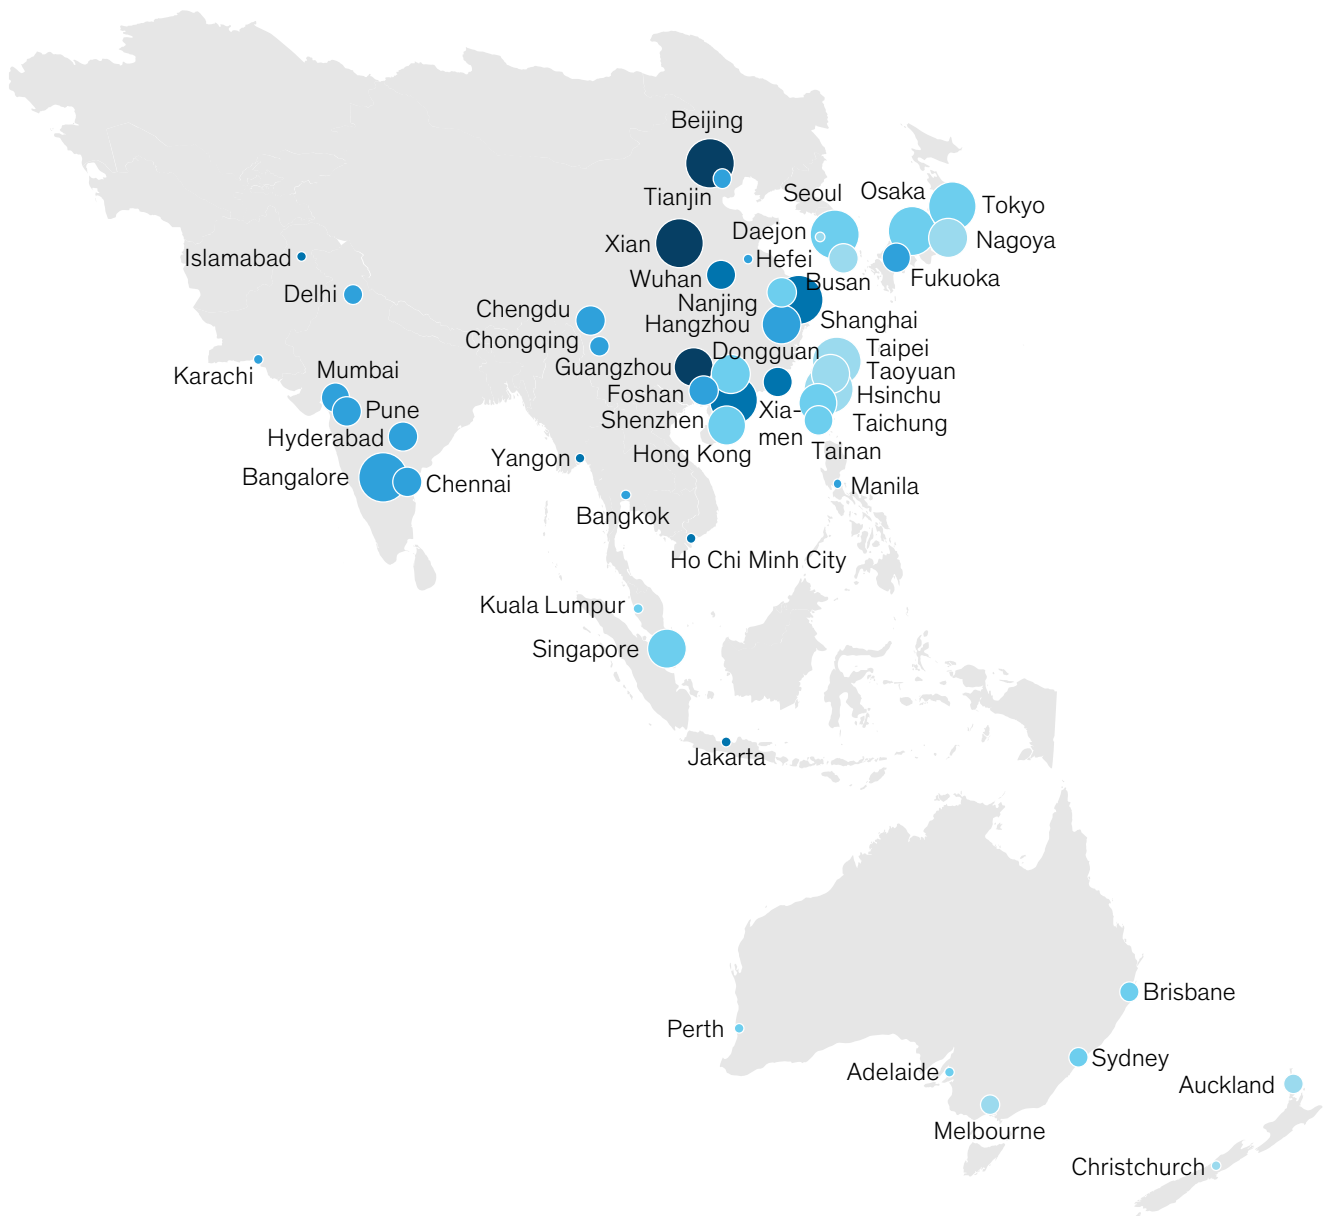 Beijing
Tianjin
Seoul
Osaka
Tokyo
Daejon
Nagoya
Xian
Hefei
Islamabad
Wuhan
Busan
Fukuoka
Delhi
Nanjing
Chengdu
Hangzhou
Shanghai
Chongqing
Dongguan
Taipei
Guangzhou
Taoyuan
Karachi
Mumbai
Foshan
Hsinchu
Pune
Xia-
men
Shenzhen
Taichung
Hyderabad
Hong Kong
Tainan
Yangon
Bangalore
Chennai
Manila
Bangkok
Ho Chi Minh City
Kuala Lumpur
Singapore
Jakarta
Brisbane
Perth
Sydney
Adelaide
Auckland
Melbourne
Christchurch